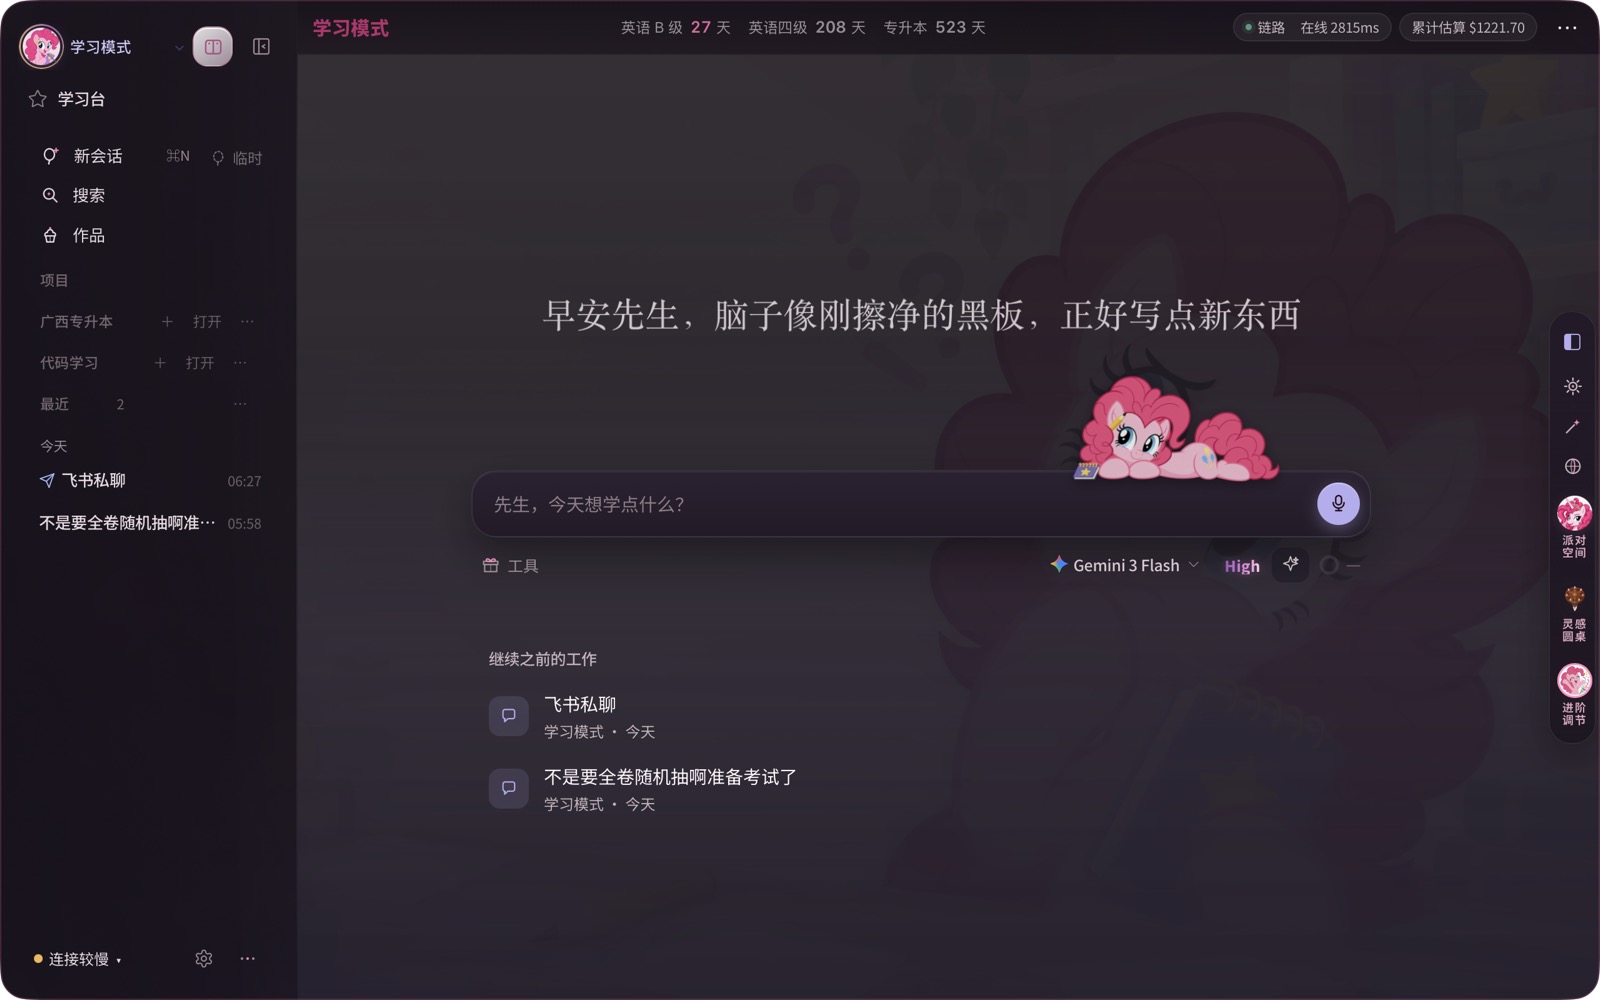 学习模式
学习台
新会话 ⌘N 临时
搜索
作品
项目
广西专升本 + 打开 ···
代码学习 + 打开 ···
最近 2 ···
今天
飞书私聊 06:27
不是要全卷随机抽啊准··· 05:58
连接较慢
学习模式
英语 B 级 27 天 英语四级 208 天 专升本 523 天
链路 在线 2815ms 累计估算 $1221.70
早安先生，脑子像刚擦净的黑板，正好写点新东西
先生，今天想学点什么？
工具 Gemini 3 Flash High
继续之前的工作
飞书私聊
学习模式 · 今天
不是要全卷随机抽啊准备考试了
学习模式 · 今天
派对
空间
灵感
圆桌
进阶
调节